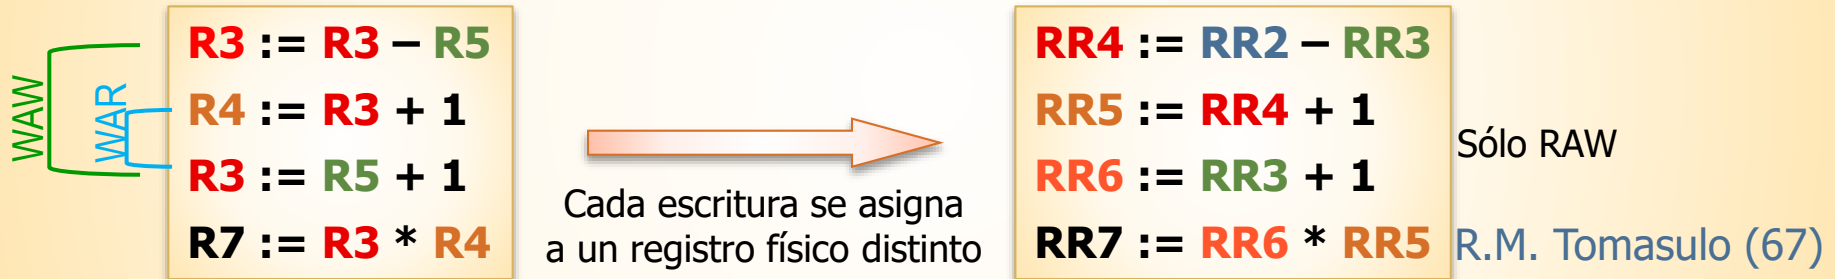 WAW
WAR
R3 := R3 – R5
R4 := R3 + 1
R3 := R5 + 1
R7 := R3 * R4
Cada escritura se asigna
a un registro físico distinto
RR4 := RR2 – RR3
RR5 := RR4 + 1
RR6 := RR3 + 1
RR7 := RR6 * RR5
Sólo RAW
R.M. Tomasulo (67)